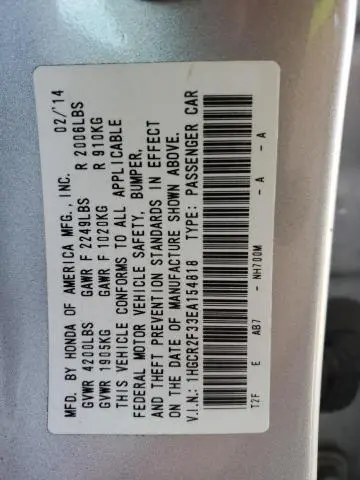 MFD. BY HONDA OF AMERICA MFG., INC. 02/'14
GVWR 4200LBS GAWR F 2249LBS R 2006LBS
GVWR 1905KG GAWR F 1020KG R 910KG
THIS VEHICLE CONFORMS TO ALL APPLICABLE
FEDERAL MOTOR VEHICLE SAFETY, BUMPER,
AND THEFT PREVENTION STANDARDS IN EFFECT
ON THE DATE OF MANUFACTURE SHOWN ABOVE.
V.I.N.: 1HGCR2F33EA154818 TYPE: PASSENGER CAR
T2F E AB7 - NH700M - A - A